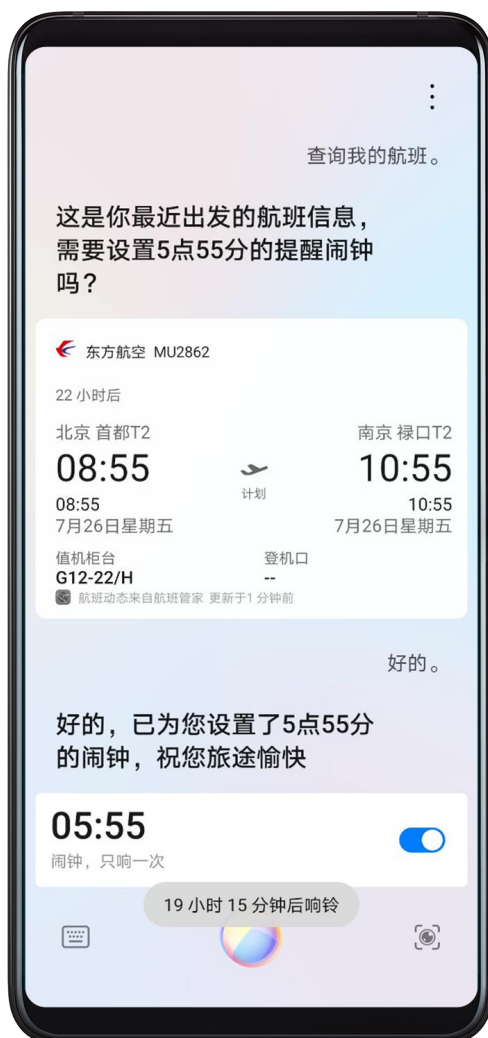 查询我的航班。
这是你最近出发的航班信息，
需要设置5点55分的提醒闹钟
吗？
东方航空 MU2862
22 小时后
北京 首都T2
南京 禄口T2
08:55
10:55
计划
08:55
10:55
7月26日星期五
7月26日星期五
值机柜台
登机口
G12-22/H
--
航班动态来自航班管家 更新于1 分钟前
好的。
好的，已为您设置了5点55分
的闹钟，祝您旅途愉快
05:55
闹钟，只响一次
19 小时 15 分钟后响铃